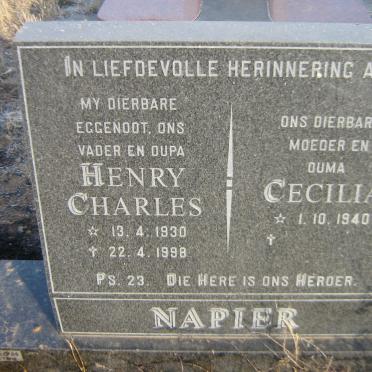 IN LIEFDEVOLLE HERINNERING A
MY DIERBARE
EGGENOOT, ONS
VADER EN OUPA
HENRY
CHARLES
☆ 13. 4. 1930
✝ 22. 4. 1998
ONS DIERBAR
MOEDER EN
OUMA
CECILIA
☆ 1. 10. 1940
✝
PS. 23. DIE HERE IS ONS HERDER.
NAPIER